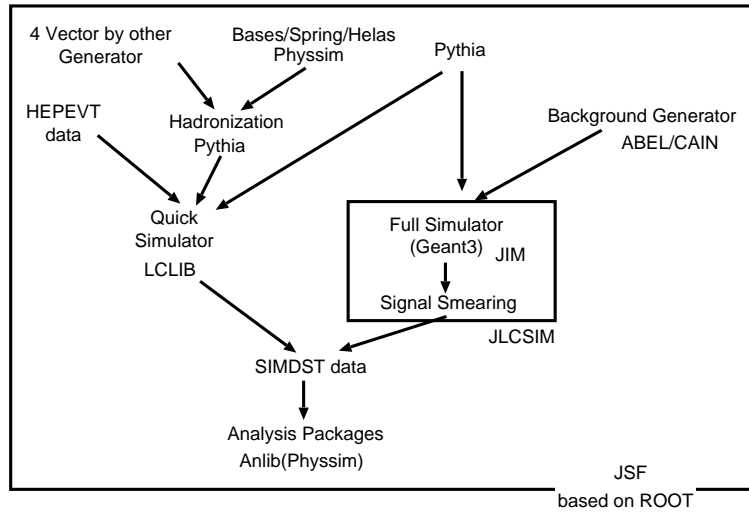 4 Vector by other
Generator
Bases/Spring/Helas
Physsim
Pythia
HEPEVT
data
Hadronization
Pythia
Background Generator
ABEL/CAIN
Quick
Simulator
LCLIB
Full Simulator
(Geant3)
JIM
Signal Smearing
JLCSIM
SIMDST data
Analysis Packages
Anlib(Physsim)
JSF
based on ROOT